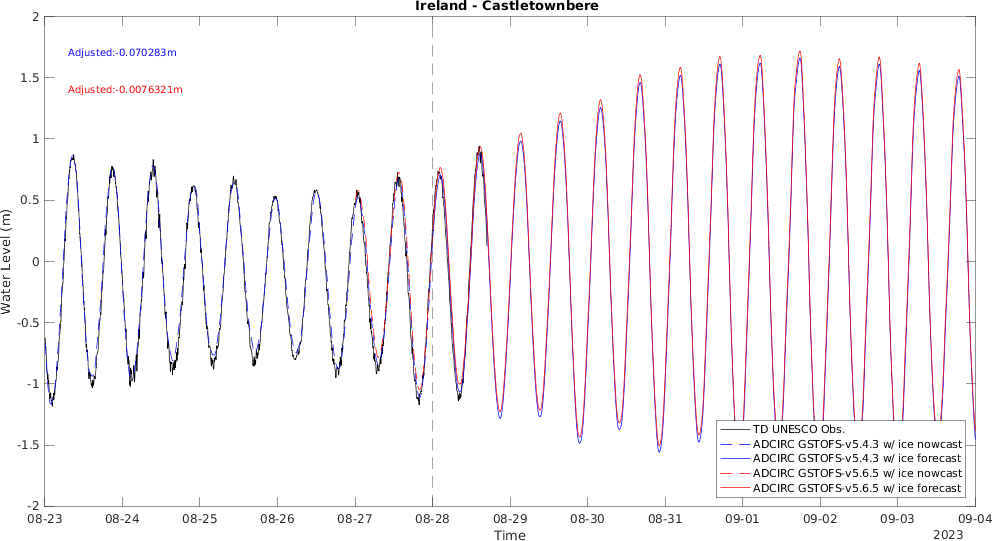 Ireland - Castletownbere
2
1.5
1
0.5
0
-0.5
-1
-1.5
-2
Water Level (m)
Adjusted:-0.070283m
Adjusted:-0.0076321m
TD UNESCO Obs.
ADCIRC GSTOFS-v5.4.3 w/ ice nowcast
ADCIRC GSTOFS-v5.4.3 w/ ice forecast
ADCIRC GSTOFS-v5.6.5 w/ ice nowcast
ADCIRC GSTOFS-v5.6.5 w/ ice forecast
08-23 08-24 08-25 08-26 08-27 08-28 08-29 08-30 08-31 09-01 09-02 09-03 09-04
Time
2023